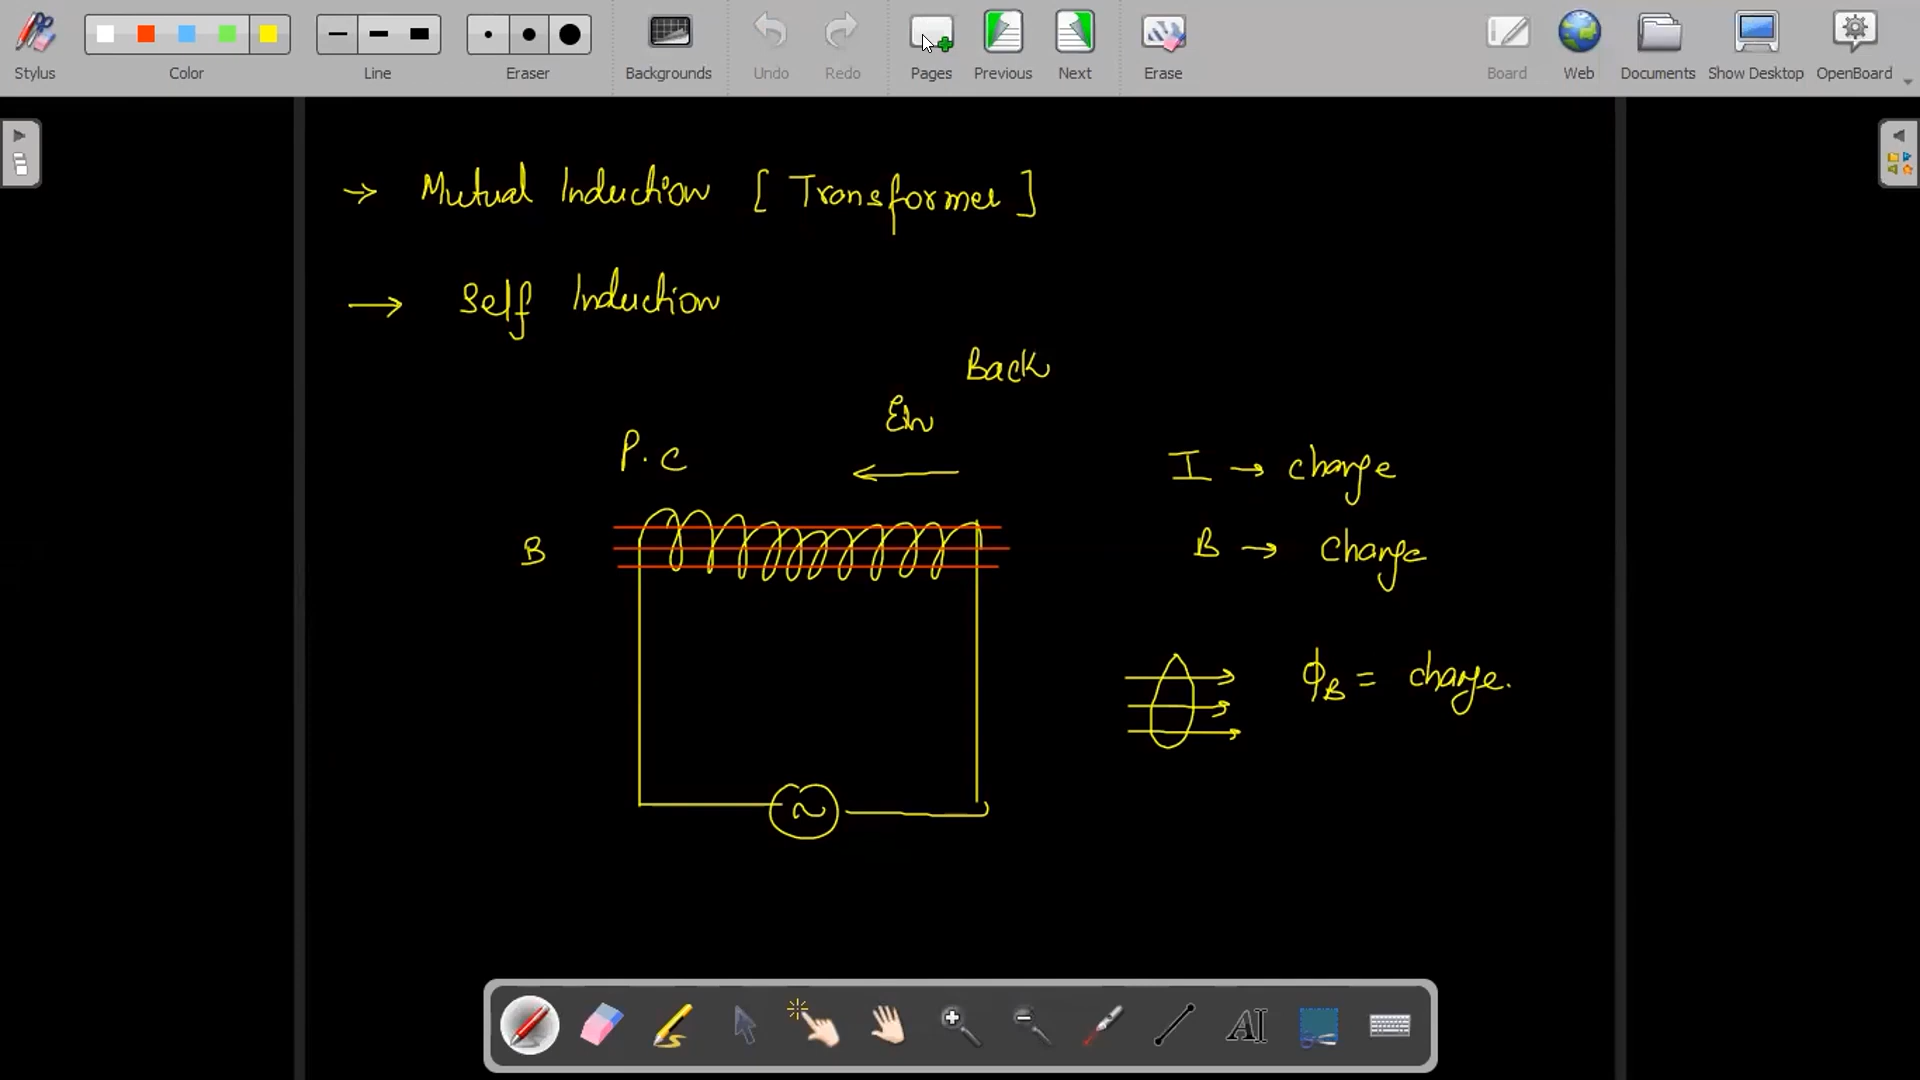 Stylus
Color
Line
Eraser
Backgrounds
Undo
Redo
Pages
Previous
Next
Erase
Board
Web
Documents
Show Desktop
OpenBoard
→ Mutual Induction [ Transformer ]
→ Self Induction
Back
P.C
I → change
B
B → change
ϕB = change.
~
AI